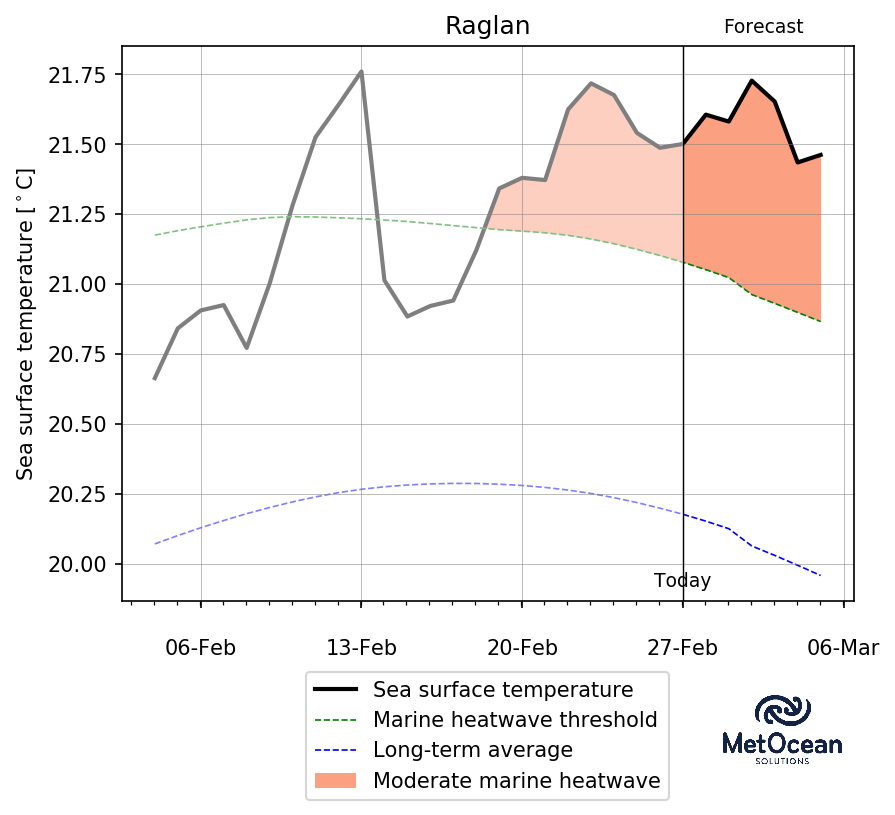 Raglan
Forecast
Sea surface temperature [°C]
21.75
21.50
21.25
21.00
20.75
20.50
20.25
20.00
Today
06-Feb 13-Feb 20-Feb 27-Feb 06-Mar
Sea surface temperature
Marine heatwave threshold
Long-term average
Moderate marine heatwave
MetOcean
SOLUTIONS